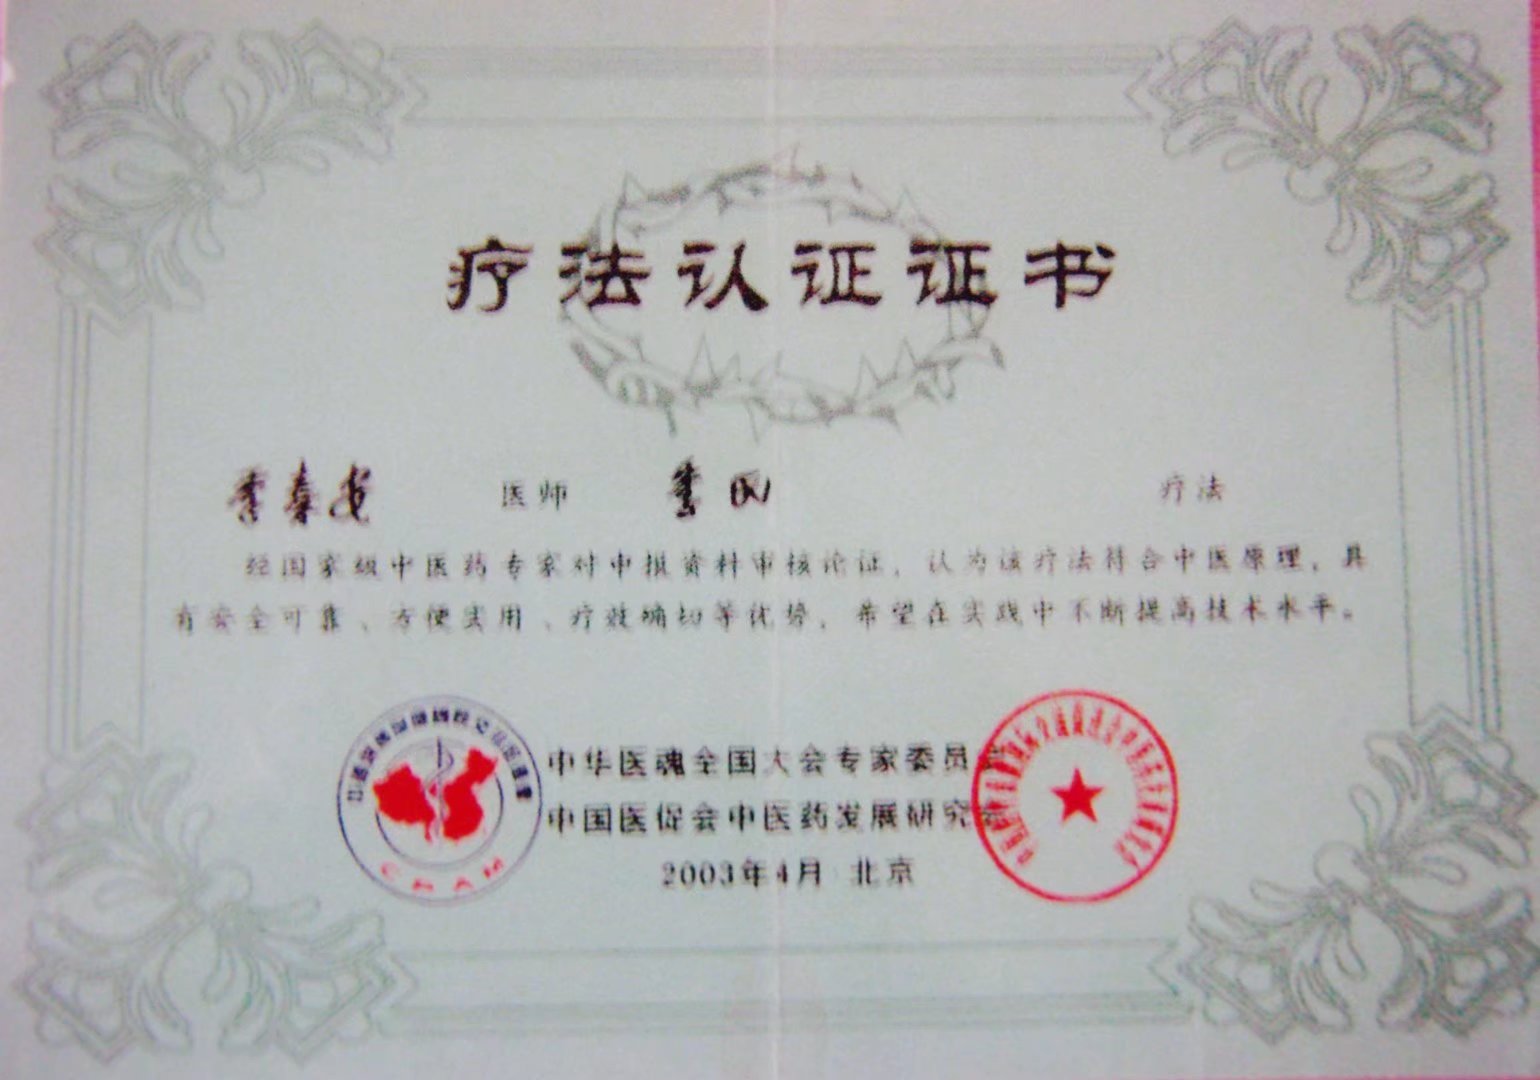 疗法认证证书
医师 疗法
经国家级中医药专家对申报资料审核论证，认为该疗法符合中医原理，具
有安全可靠、方便实用、疗效确切等优势，希望在实践中不断提高技术水平。
中华医魂全国大会专家委员会
中国医促会中医药发展研究会
2003年4月 北京
CRAM